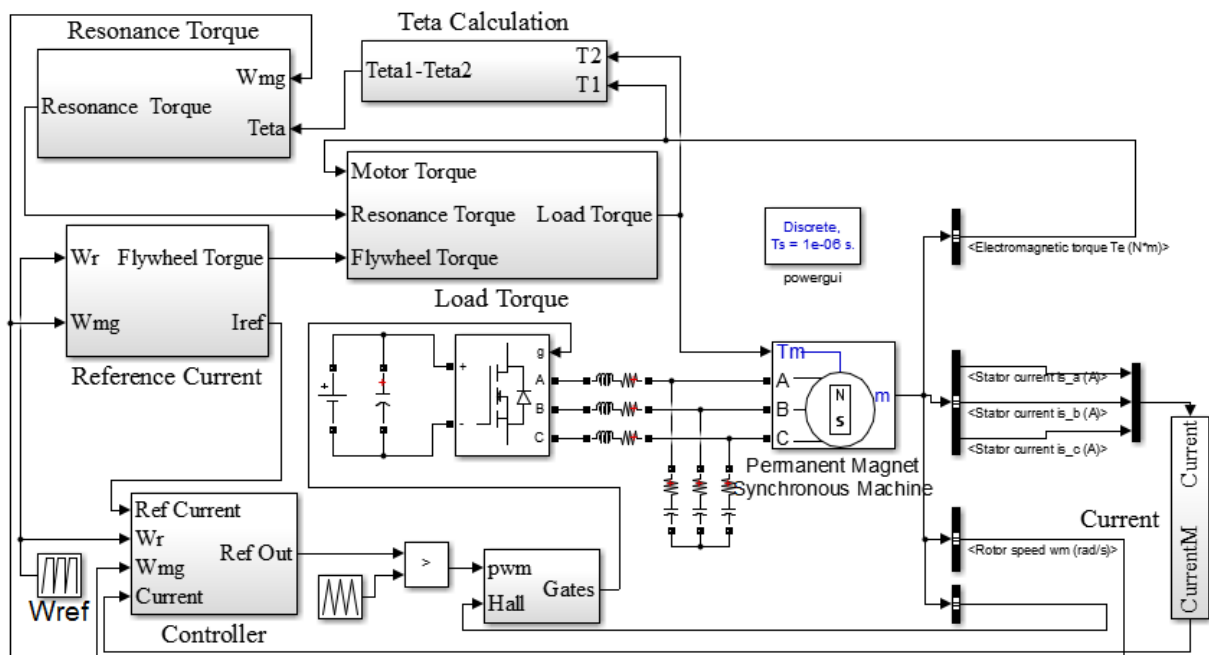 Resonance Torque
Wmg
Resonance Torque
Teta
Teta Calculation
Teta1-Teta2
T2
T1
Motor Torque
Resonance Torque
Load Torque
Flywheel Torque
Load Torque
Wr
Flywheel Torgue
Wmg
Iref
Reference Current
Discrete,
Ts = 1e-06 s.
powergui
<Electromagnetic torque Te (N*m)>
+
-
g
A
B
C
Tm
A
B
C
N
S
m
Permanent Magnet
Synchronous Machine
<Stator current is_a (A)>
<Stator current is_b (A)>
<Stator current is_c (A)>
Current
CurrentM
Current
<Rotor speed wm (rad/s)>
Ref Current
Wr
Ref Out
Wmg
Current
Controller
Wref
>
pwm
Gates
Hall